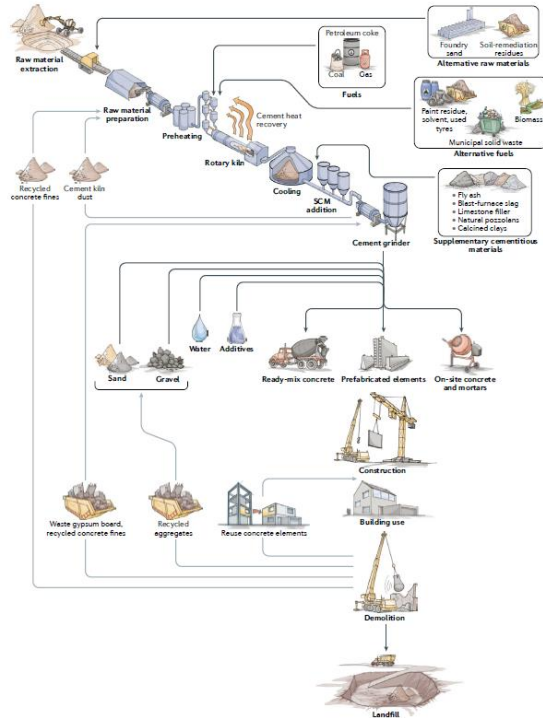 Raw material
extraction
Petroleum coke
Coal
Gas
Fuels
Foundry
sand
Soil-remediation
residues
Alternative raw materials
Raw material
preparation
Preheating
Cement heat
recovery
Rotary kiln
Paint residue,
solvent, used
tyres
Biomass
Municipal solid waste
Alternative fuels
Recycled
concrete fines
Cement kiln
dust
Cooling
SCM
addition
Cement grinder
• Fly ash
• Blast-furnace slag
• Limestone filler
• Natural pozzolans
• Calcined clays
Supplementary cementitious
materials
Sand
Gravel
Water
Additives
Ready-mix concrete
Prefabricated elements
On-site concrete
and mortars
Construction
Waste gypsum board,
recycled concrete fines
Recycled
aggregates
Reuse concrete elements
Building use
Demolition
Landfill